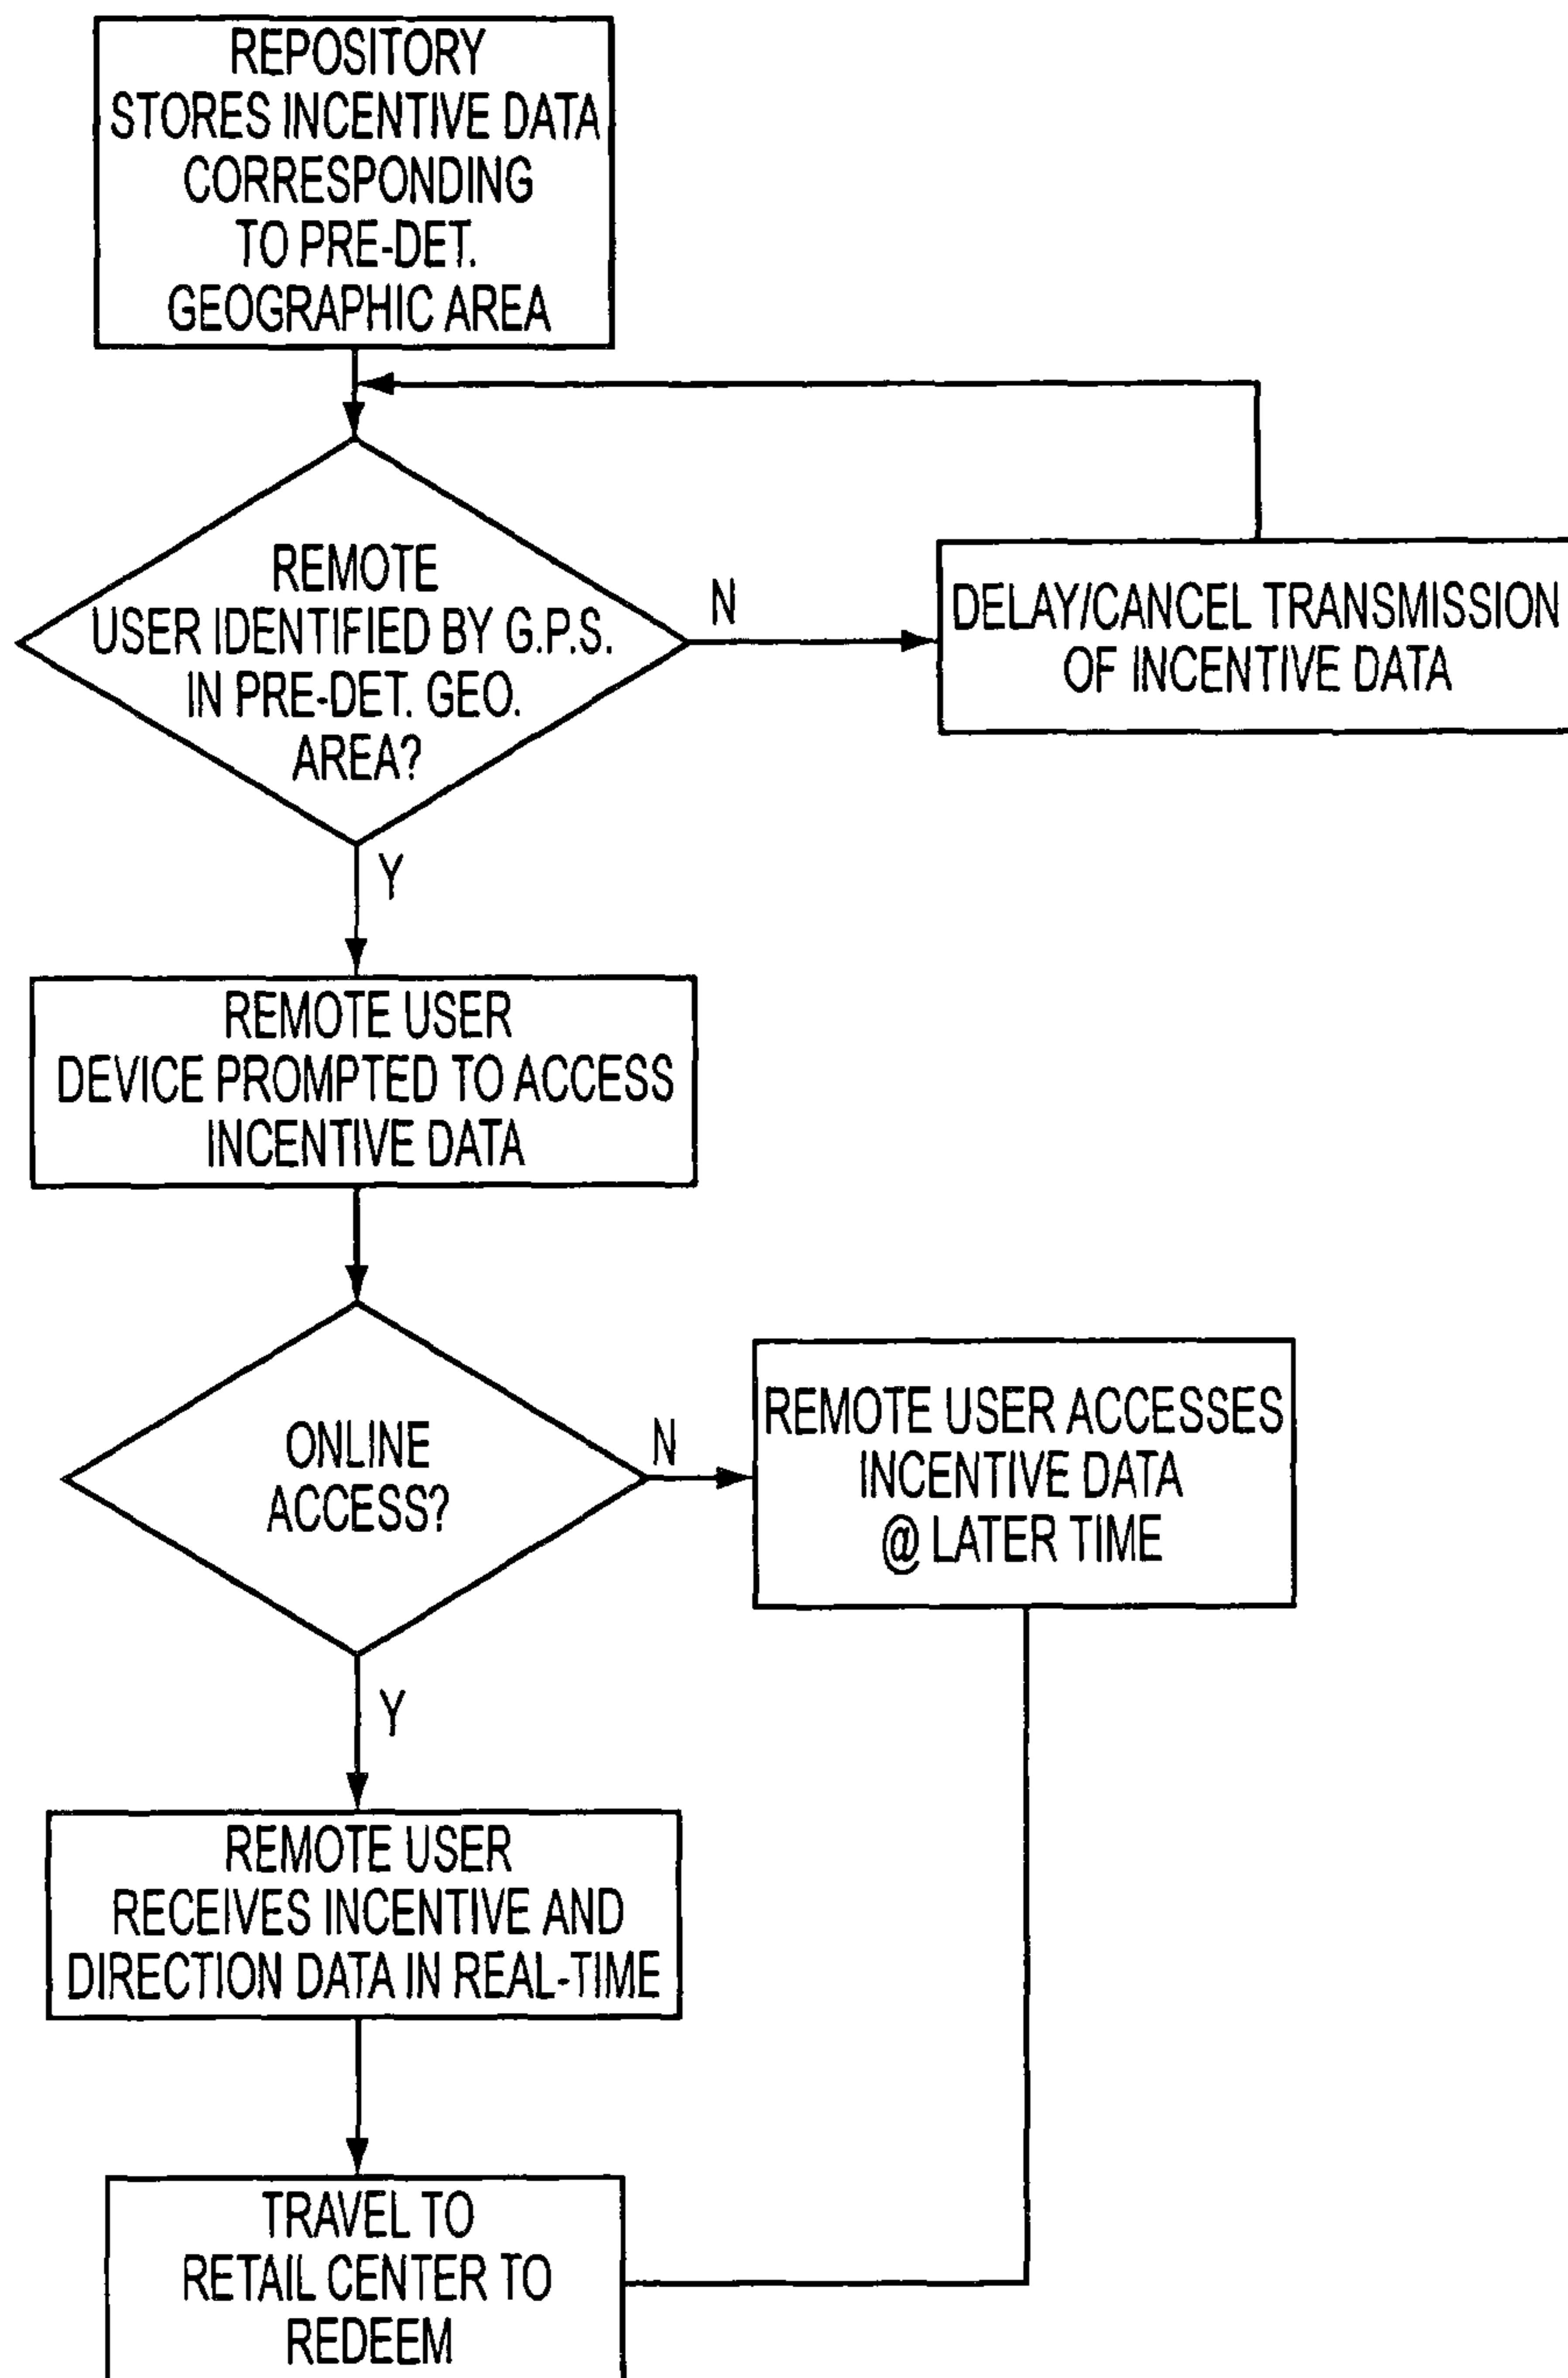 REPOSITORY
STORES INCENTIVE DATA
CORRESPONDING
TO PRE-DET.
GEOGRAPHIC AREA
REMOTE
USER IDENTIFIED BY G.P.S.
IN PRE-DET. GEO.
AREA?
N
DELAY/CANCEL TRANSMISSION
OF INCENTIVE DATA
Y
REMOTE USER
DEVICE PROMPTED TO ACCESS
INCENTIVE DATA
ONLINE
ACCESS?
N
REMOTE USER ACCESSES
INCENTIVE DATA
@ LATER TIME
Y
REMOTE USER
RECEIVES INCENTIVE AND
DIRECTION DATA IN REAL-TIME
TRAVEL TO
RETAIL CENTER TO
REDEEM